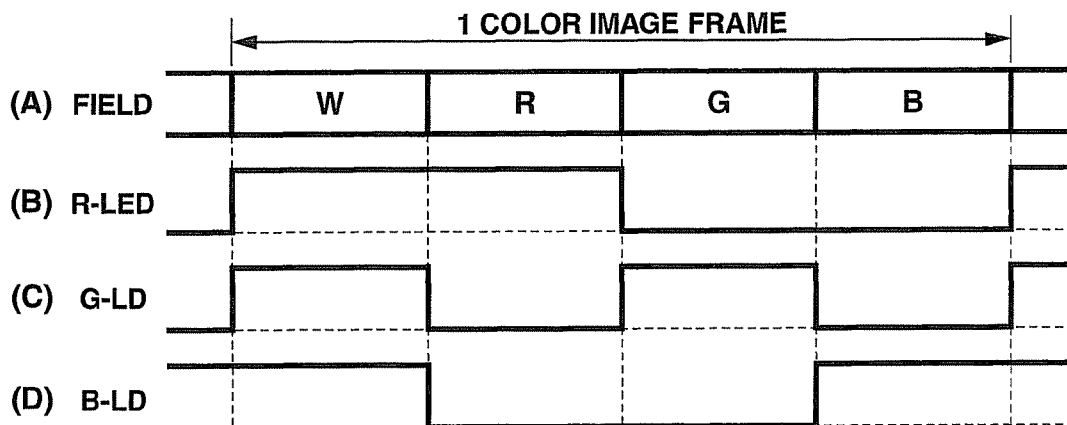 1 COLOR IMAGE FRAME
(A) FIELD W R G B
(B) R-LED
(C) G-LD
(D) B-LD